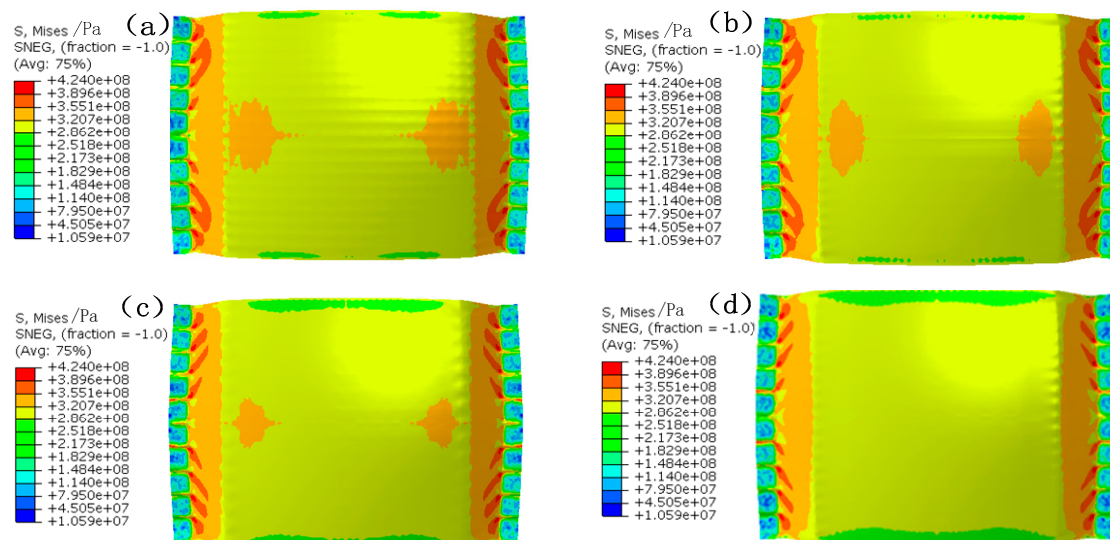 (a)
S, Mises /Pa
SNEG, (fraction = -1.0)
(Avg: 75%)
+4.240e+08
+3.896e+08
+3.551e+08
+3.207e+08
+2.862e+08
+2.518e+08
+2.173e+08
+1.829e+08
+1.484e+08
+1.140e+08
+7.950e+07
+4.505e+07
+1.059e+07
(b)
S, Mises /Pa
SNEG, (fraction = -1.0)
(Avg: 75%)
+4.240e+08
+3.896e+08
+3.551e+08
+3.207e+08
+2.862e+08
+2.518e+08
+2.173e+08
+1.829e+08
+1.484e+08
+1.140e+08
+7.950e+07
+4.505e+07
+1.059e+07
(c)
S, Mises /Pa
SNEG, (fraction = -1.0)
(Avg: 75%)
+4.240e+08
+3.896e+08
+3.551e+08
+3.207e+08
+2.862e+08
+2.518e+08
+2.173e+08
+1.829e+08
+1.484e+08
+1.140e+08
+7.950e+07
+4.505e+07
+1.059e+07
(d)
S, Mises /Pa
SNEG, (fraction = -1.0)
(Avg: 75%)
+4.240e+08
+3.896e+08
+3.551e+08
+3.207e+08
+2.862e+08
+2.518e+08
+2.173e+08
+1.829e+08
+1.484e+08
+1.140e+08
+7.950e+07
+4.505e+07
+1.059e+07